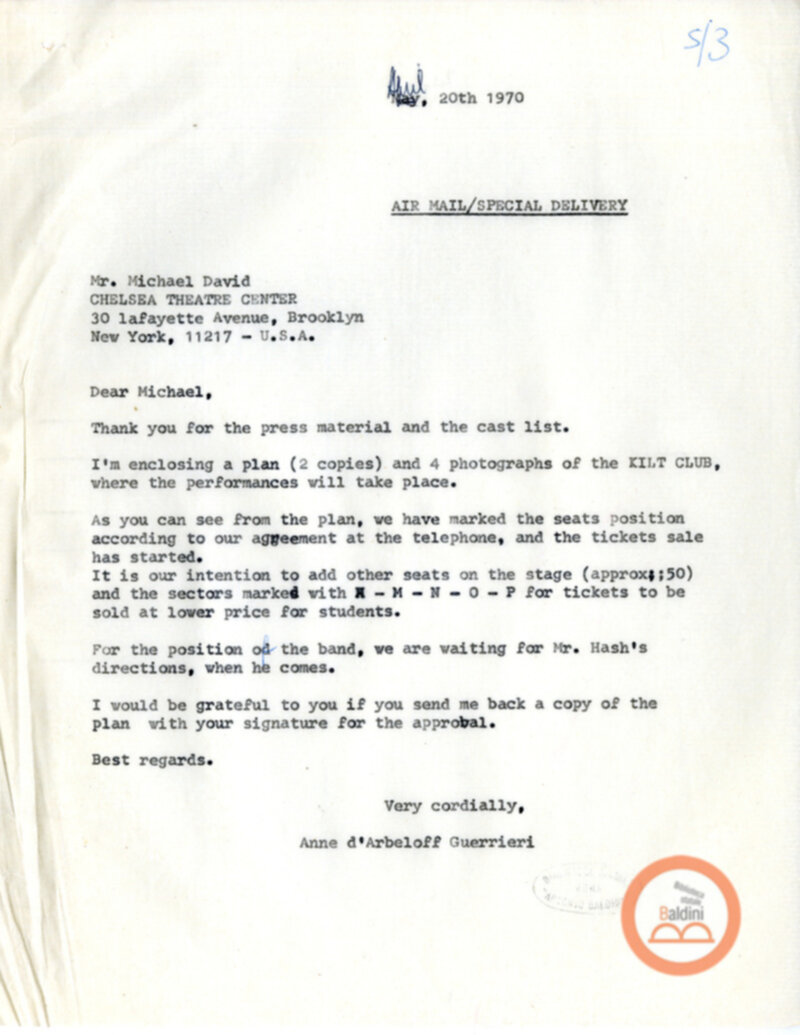 S/3
April
May, 20th 1970
AIR MAIL/SPECIAL DELIVERY
Mr. Michael David
CHELSEA THEATRE CENTER
30 lafayette Avenue, Brooklyn
New York, 11217 - U.S.A.
Dear Michael,
Thank you for the press material and the cast list.
I'm enclosing a plan (2 copies) and 4 photographs of the KILT CLUB,
where the performances will take place.
As you can see from the plan, we have marked the seats position
according to our agreement at the telephone, and the tickets sale
has started.
It is our intention to add other seats on the stage (approx;;50)
and the sectors marked with - M - N - O - P for tickets to be
sold at lower price for students.
For the position of the band, we are waiting for Mr. Hash's
directions, when he comes.
I would be grateful to you if you send me back a copy of the
plan with your signature for the approbal.
Best regards.
Very cordially,
Anne d'Arbeloff Guerrieri
Biblioteca
statale
Baldini